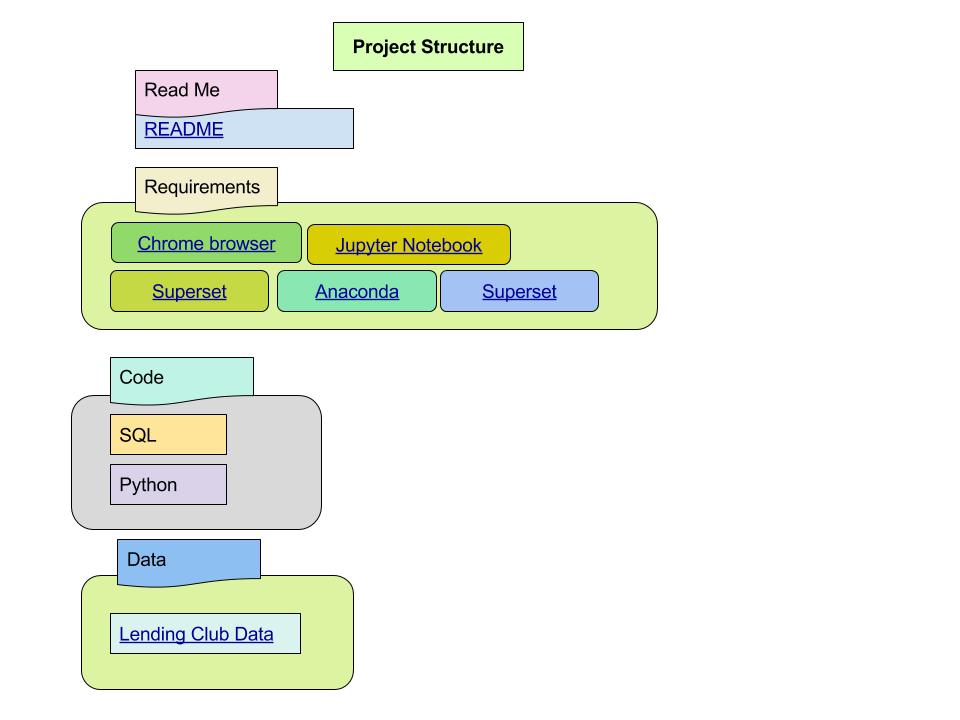 Project Structure
Read Me
README
Requirements
Chrome browser
Jupyter Notebook
Superset
Anaconda
Superset
Code
SQL
Python
Data
Lending Club Data